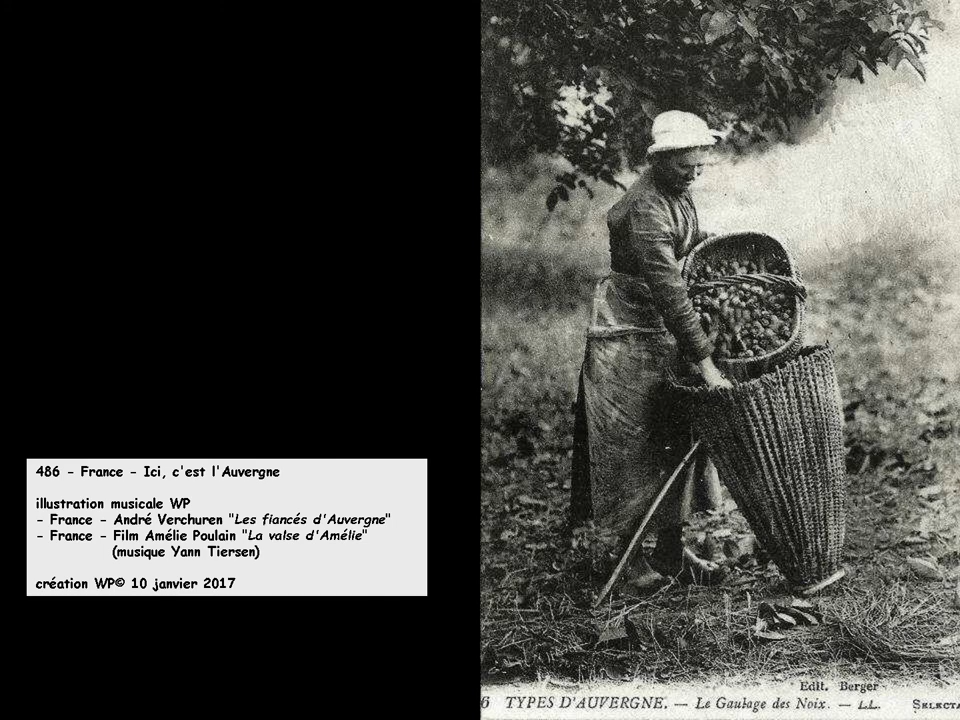 486 - France - Ici, c'est l'Auvergne
illustration musicale WP
- France - André Verchuren "Les fiancés d'Auvergne"
- France - Film Amélie Poulain "La valse d'Amélie"
(musique Yann Tiersen)
création WP© 10 janvier 2017
Edit. Berger
6 TYPES D'AUVERGNE. — Le Gaulage des Noix. — LL. SELECTA